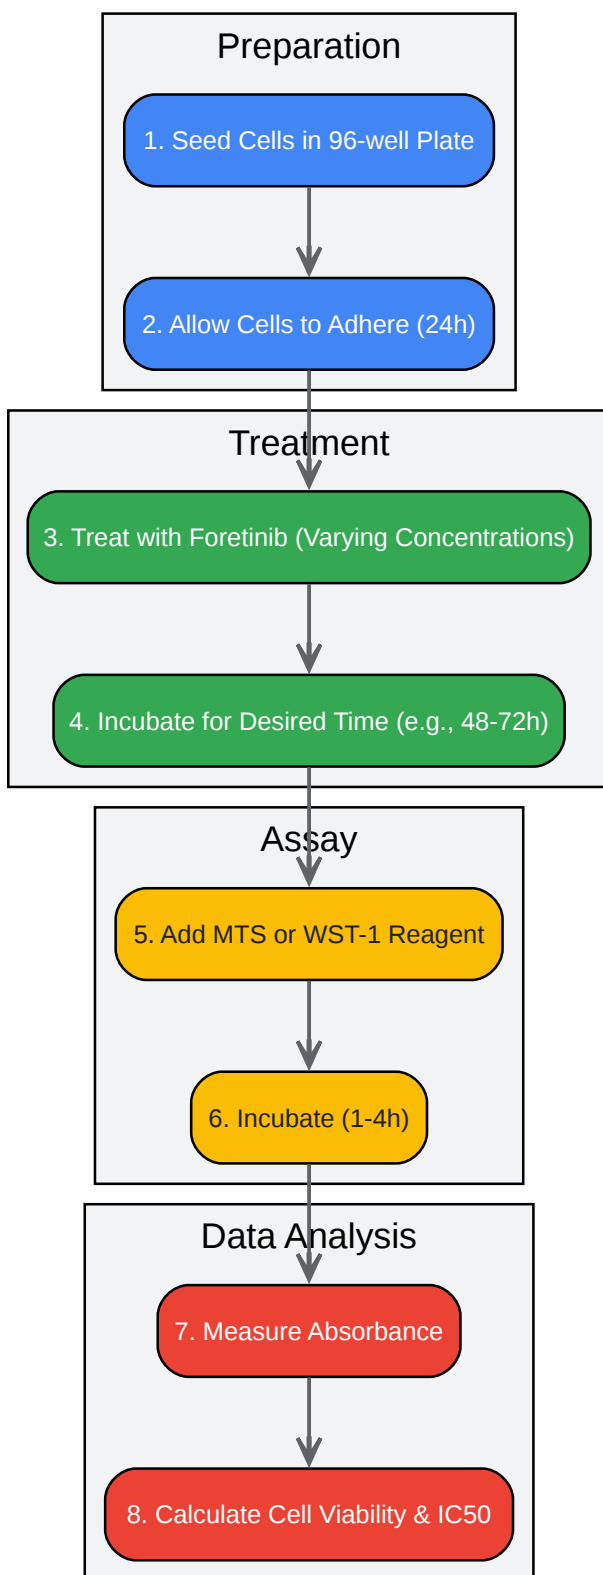 Preparation
1. Seed Cells in 96-well Plate
2. Allow Cells to Adhere (24h)
Treatment
3. Treat with Foretinib (Varying Concentrations)
4. Incubate for Desired Time (e.g., 48-72h)
Assay
5. Add MTS or WST-1 Reagent
6. Incubate (1-4h)
Data Analysis
7. Measure Absorbance
8. Calculate Cell Viability & IC50